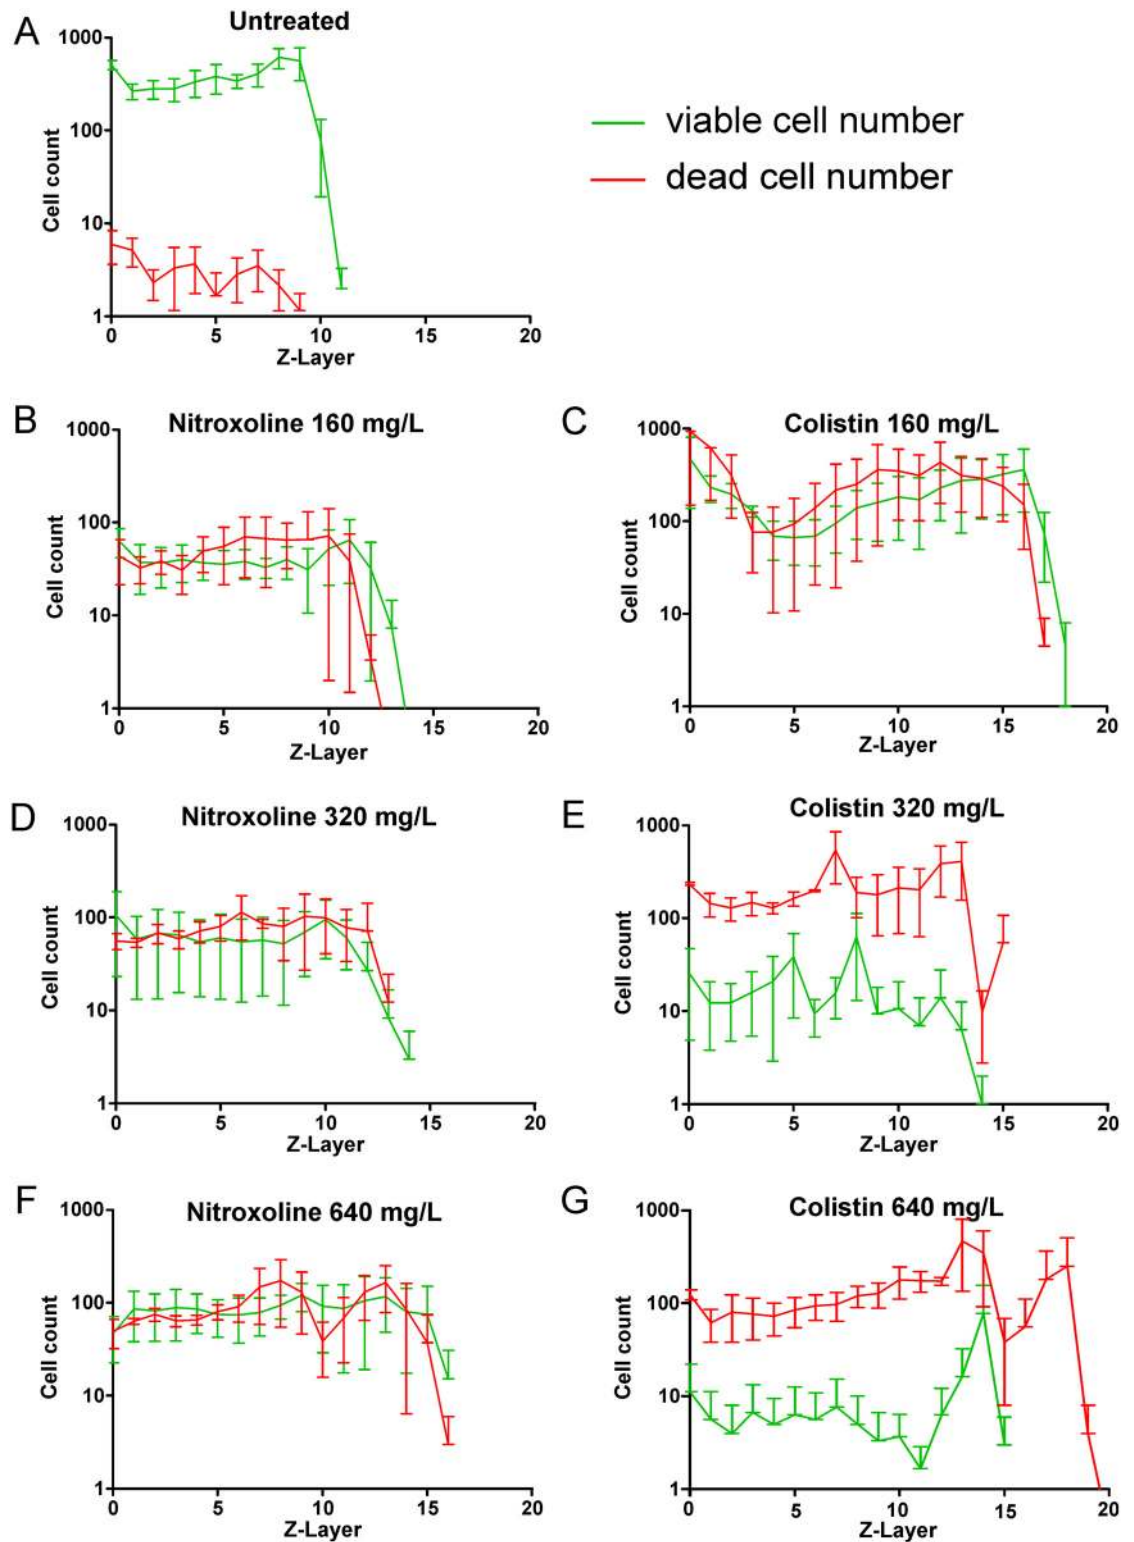 A
Untreated
1000
100
10
1
Cell count
0 5 10 15 20
Z-Layer
viable cell number
dead cell number
B
Nitroxoline 160 mg/L
1000
100
10
1
Cell count
0 5 10 15 20
Z-Layer
C
Colistin 160 mg/L
1000
100
10
1
Cell count
0 5 10 15 20
Z-Layer
D
Nitroxoline 320 mg/L
1000
100
10
1
Cell count
0 5 10 15 20
Z-Layer
E
Colistin 320 mg/L
1000
100
10
1
Cell count
0 5 10 15 20
Z-Layer
F
Nitroxoline 640 mg/L
1000
100
10
1
Cell count
0 5 10 15 20
Z-Layer
G
Colistin 640 mg/L
1000
100
10
1
Cell count
0 5 10 15 20
Z-Layer